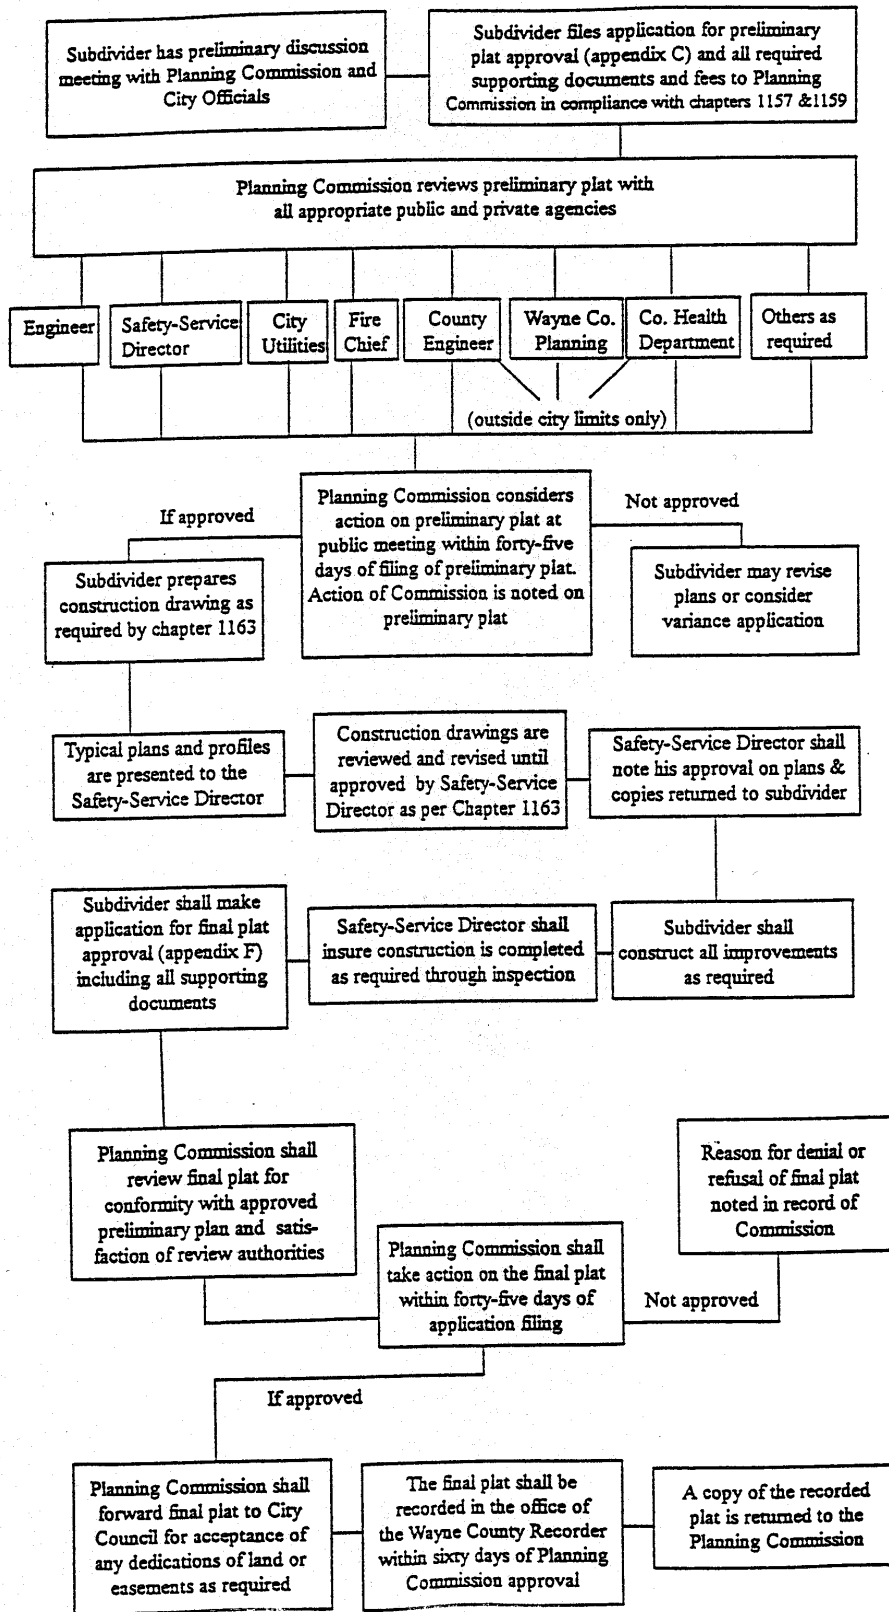 Subdivider has preliminary discussion
meeting with Planning Commission and
City Officials
Subdivider files application for preliminary
plat approval (appendix C) and all required
supporting documents and fees to Planning
Commission in compliance with chapters 1157 &1159
Planning Commission reviews preliminary plat with
all appropriate public and private agencies
Engineer
Safety-Service
Director
City
Utilities
Fire
Chief
County
Engineer
Wayne Co.
Planning
Co. Health
Department
Others as
required
(outside city limits only)
If approved
Planning Commission considers
action on preliminary plat at
public meeting within forty-five
days of filing of preliminary plat.
Action of Commission is noted on
preliminary plat
Not approved
Subdivider prepares
construction drawing as
required by chapter 1163
Subdivider may revise
plans or consider
variance application
Typical plans and profiles
are presented to the
Safety-Service Director
Construction drawings are
reviewed and revised until
approved by Safety-Service
Director as per Chapter 1163
Safety-Service Director shall
note his approval on plans &
copies returned to subdivider
Subdivider shall make
application for final plat
approval (appendix F)
including all supporting
documents
Safety-Service Director shall
insure construction is completed
as required through inspection
Subdivider shall
construct all improvements
as required
Planning Commission shall
review final plat for
conformity with approved
preliminary plan and satis-
faction of review authorities
Reason for denial or
refusal of final plat
noted in record of
Commission
Planning Commission shall
take action on the final plat
within forty-five days of
application filing
Not approved
If approved
Planning Commission shall
forward final plat to City
Council for acceptance of
any dedications of land or
easements as required
The final plat shall be
recorded in the office of
the Wayne County Recorder
within sixty days of Planning
Commission approval
A copy of the recorded
plat is returned to the
Planning Commission